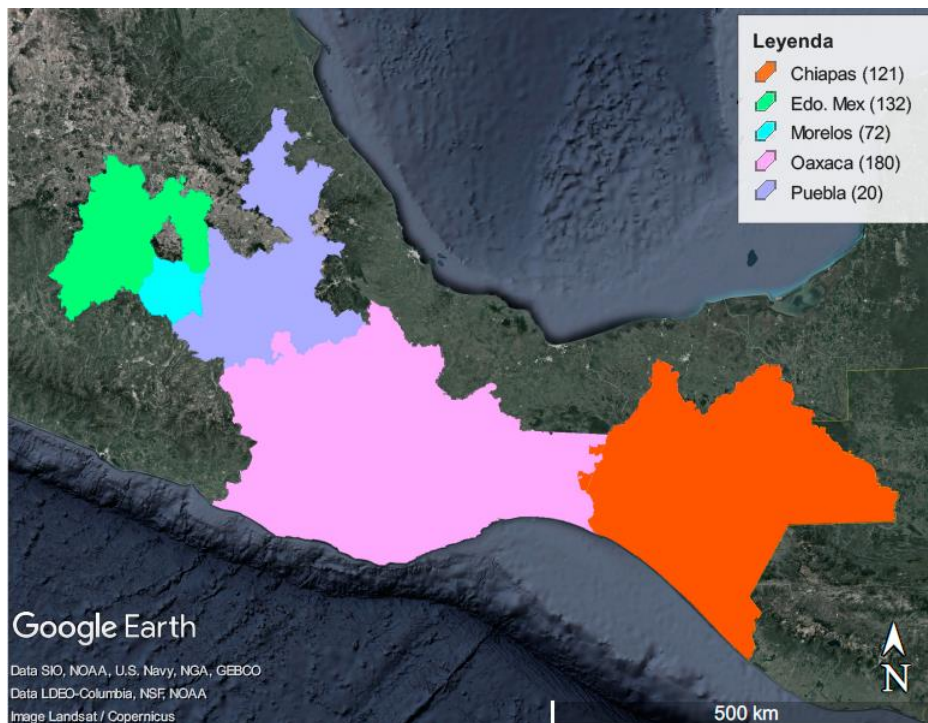 Leyenda
Chiapas (121)
Edo. Mex (132)
Morelos (72)
Oaxaca (180)
Puebla (20)
Google Earth
Data SIO, NOAA, U.S. Navy, NGA, GEBCO
Data LDEO-Columbia, NSF, NOAA
Image Landsat / Copernicus
N
500 km